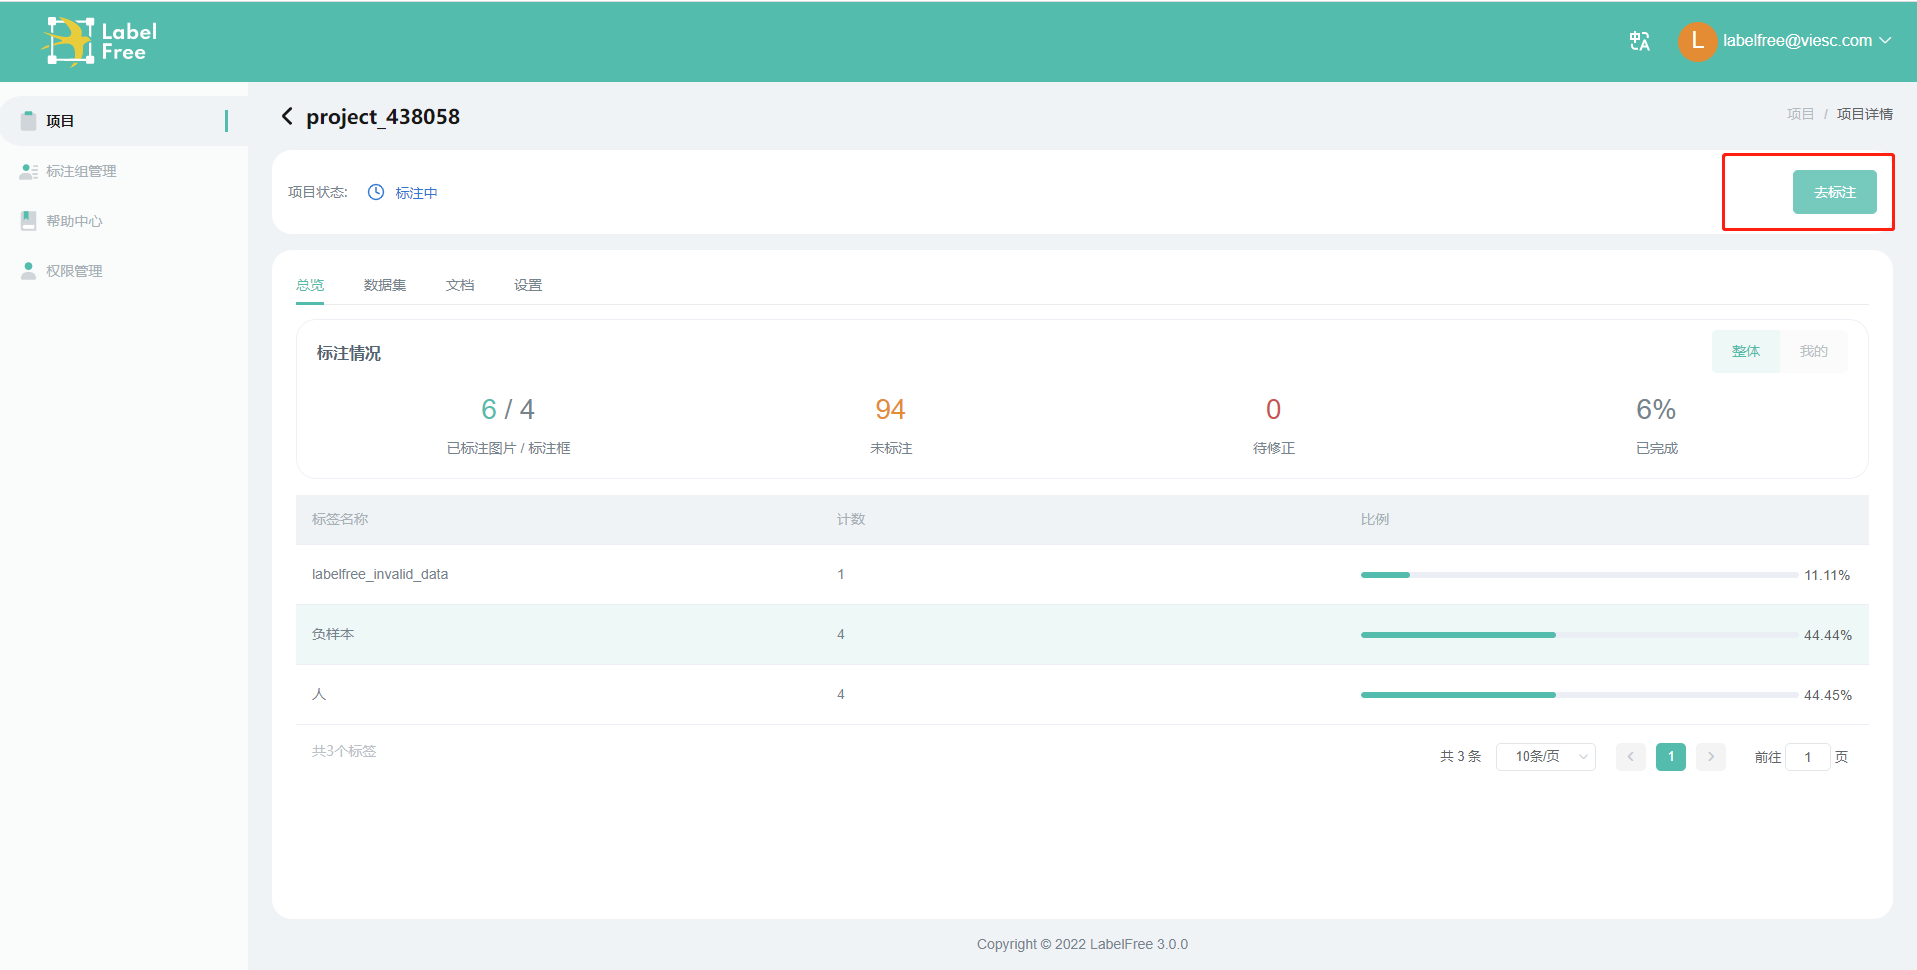 Label
Free
labelfree@viesc.com
L
项目
标注组管理
帮助中心
权限管理
project_438058
项目 / 项目详情
项目状态: 标注中
去标注
总览 数据集 文档 设置
标注情况
整体 我的
6 / 4 94 0 6%
已标注图片 / 标注框 未标注 待修正 已完成
标签名称 计数 比例
labelfree_invalid_data 1 11.11%
负样本 4 44.44%
人 4 44.45%
共3个标签
共 3 条 10条/页 1 前往 1 页
Copyright © 2022 LabelFree 3.0.0